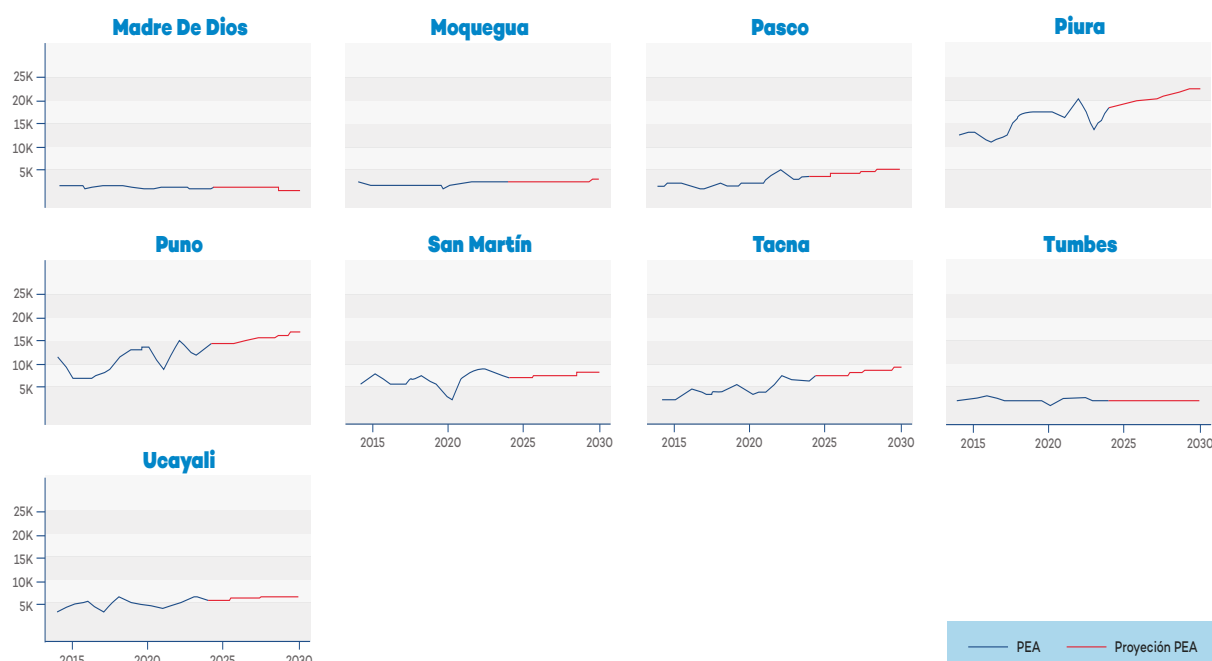 Madre De Dios
Moquegua
Pasco
Piura
25K
20K
15K
10K
5K
Puno
San Martín
Tacna
Tumbes
25K
20K
15K
10K
5K
2015 2020 2025 2030
2015 2020 2025 2030
2015 2020 2025 2030
Ucayali
25K
20K
15K
10K
5K
2015 2020 2025 2030
PEA
Proyeción PEA